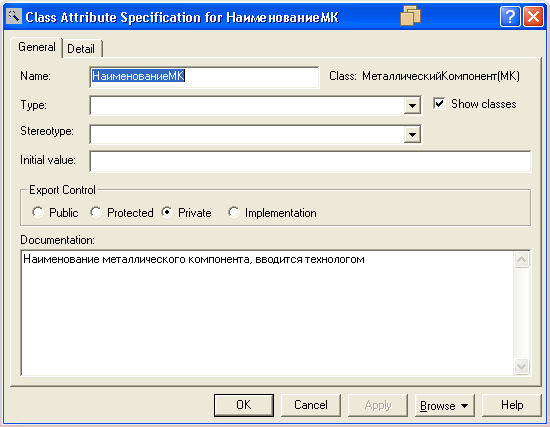 Class Attribute Specification for НаименованиеМК
General Detail
Name: НаименованиеМК Class: МеталлическийКомпонент(МК)
Type: Show classes
Stereotype:
Initial value:
Export Control
Public Protected Private Implementation
Documentation:
Наименование металлического компонента, вводится технологом
OK Cancel Apply Browse Help